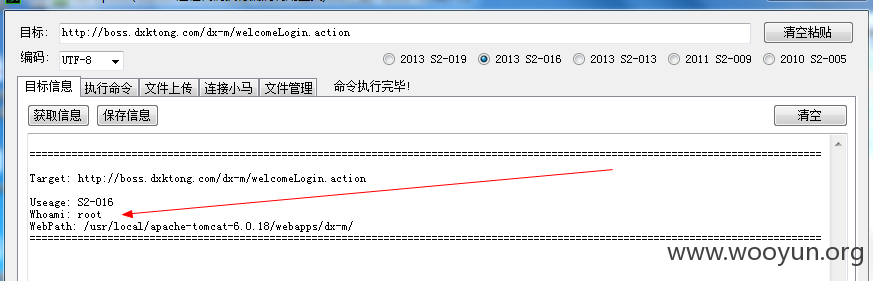 目标: http://boss.dxktong.com/dx-m/welcomeLogin.action 清空粘贴
编码: UTF-8 2013 S2-019 2013 S2-016 2013 S2-013 2011 S2-009 2010 S2-005
目标信息 执行命令 文件上传 连接小马 文件管理 命令执行完毕!
获取信息 保存信息 清空
Target: http://boss.dxktong.com/dx-m/welcomeLogin.action
Useage: S2-016
Whoami: root
WebPath: /usr/local/apache-tomcat-6.0.18/webapps/dx-m/
www.wooyun.org